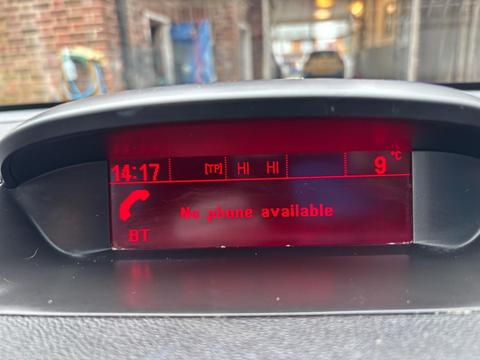 14:17 [TP] HI HI 9°C
No phone available
BT